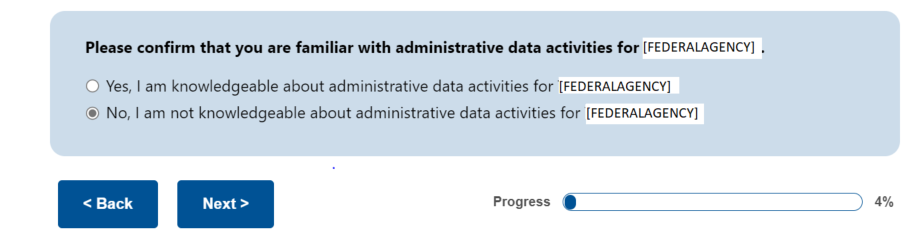 Please confirm that you are familiar with administrative data activities for [FEDERALAGENCY] .
Yes, I am knowledgeable about administrative data activities for [FEDERALAGENCY]
No, I am not knowledgeable about administrative data activities for [FEDERALAGENCY]
< Back Next > Progress 4%